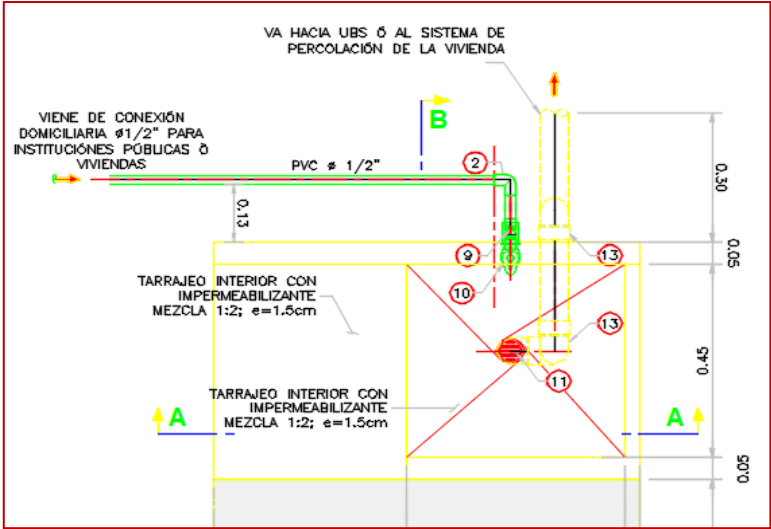 VA HACIA UBS Ó AL SISTEMA DE
PERCOLACIÓN DE LA VIVIENDA
VIENE DE CONEXIÓN
DOMICILIARIA ø1/2" PARA
INSTITUCIÓNES PÚBLICAS Ò
VIVIENDAS
B
PVC ø 1/2"
2
0.30
0.13
9
13
0.05
10
TARRAJEO INTERIOR CON
IMPERMEABILIZANTE
MEZCLA 1:2; e=1.5cm
13
0.45
11
TARRAJEO INTERIOR CON
IMPERMEABILIZANTE
MEZCLA 1:2; e=1.5cm
A
A
0.05